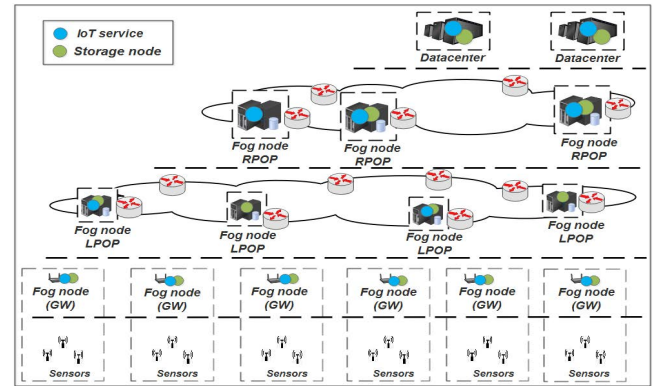 IoT service
Storage node
Datacenter
Datacenter
Fog node
RPOP
Fog node
RPOP
Fog node
RPOP
Fog node
LPOP
Fog node
LPOP
Fog node
LPOP
Fog node
LPOP
Fog node
(GW)
Fog node
(GW)
Fog node
(GW)
Fog node
(GW)
Fog node
(GW)
Fog node
(GW)
Sensors
Sensors
Sensors
Sensors
Sensors
Sensors